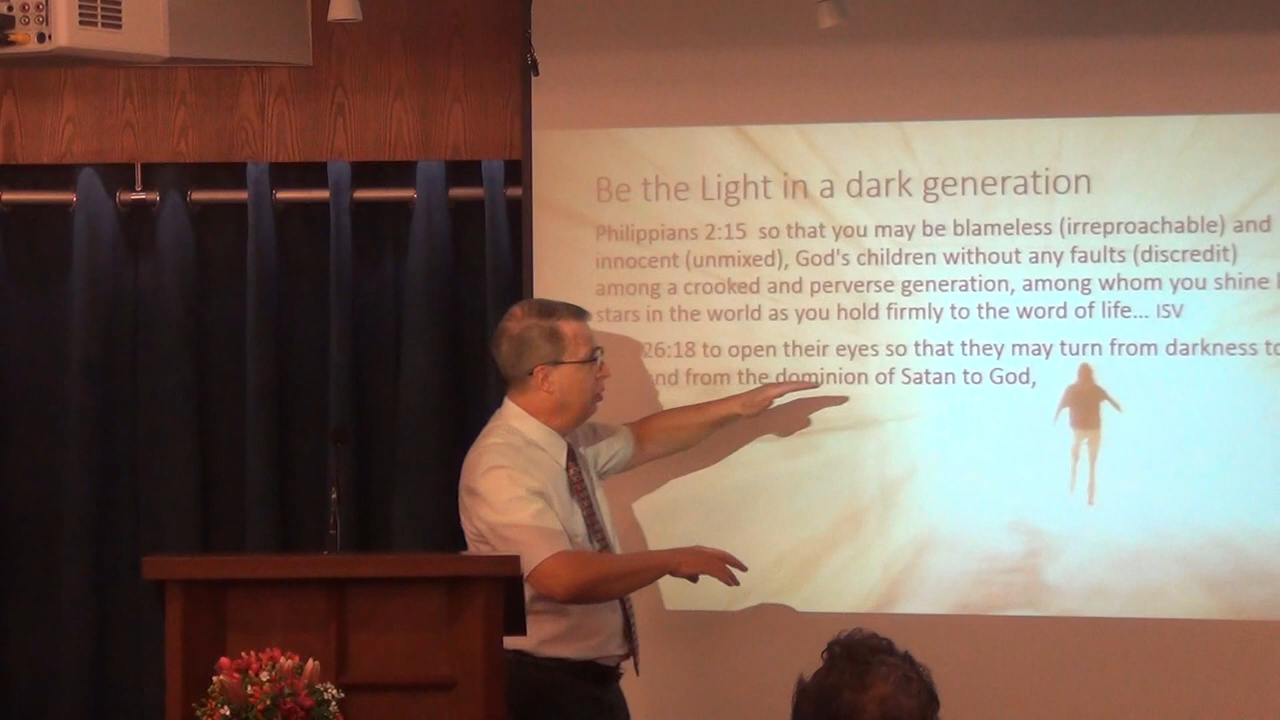 Be the Light in a dark generation
Philippians 2:15 so that you may be blameless (irreproachable) and
innocent (unmixed), God's children without any faults (discredit)
among a crooked and perverse generation, among whom you shine
stars in the world as you hold firmly to the word of life... ISV
26:18 to open their eyes so that they may turn from darkness to
and from the dominion of Satan to God,